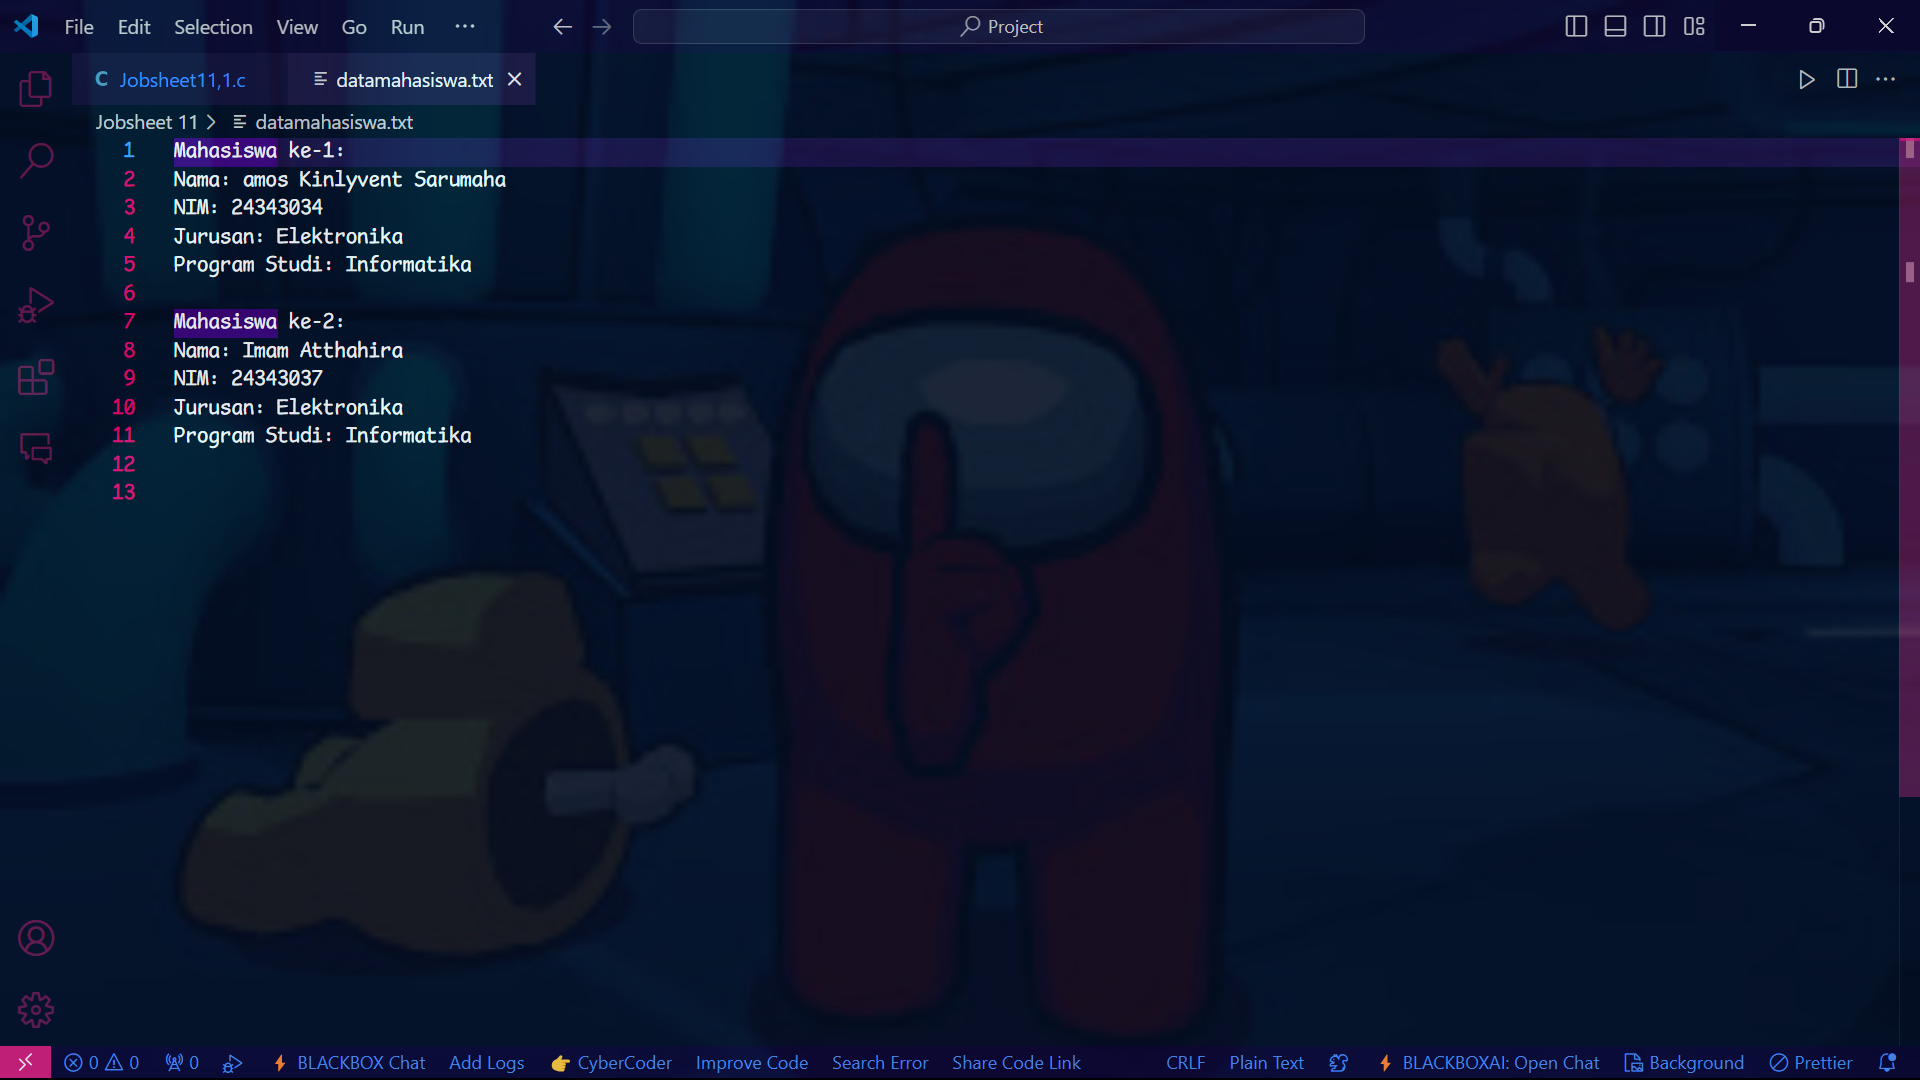 File Edit Selection View Go Run ··· Project
C Jobsheet11,1.c datamahasiswa.txt
Jobsheet 11 > datamahasiswa.txt
1 Mahasiswa ke-1:
2 Nama: amos Kinlyvent Sarumaha
3 NIM: 24343034
4 Jurusan: Elektronika
5 Program Studi: Informatika
6
7 Mahasiswa ke-2:
8 Nama: Imam Atthahira
9 NIM: 24343037
10 Jurusan: Elektronika
11 Program Studi: Informatika
12
13
0 0 0 BLACKBOX Chat Add Logs CyberCoder Improve Code Search Error Share Code Link CRLF Plain Text BLACKBOXAI: Open Chat Background Prettier